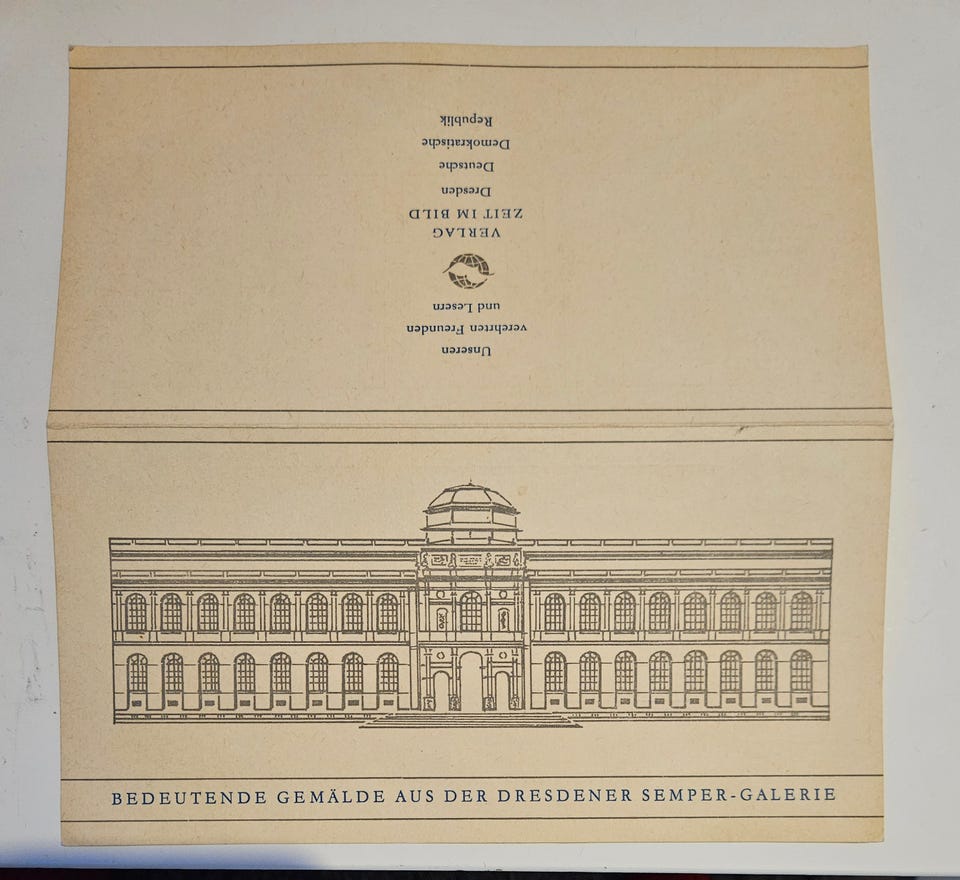 Unseren
verehrten Freunden
und Lesern
VERLAG
ZEIT IM BILD
Dresden
Deutsche
Demokratische
Republik
BEDEUTENDE GEMÄLDE AUS DER DRESDENER SEMPER-GALERIE